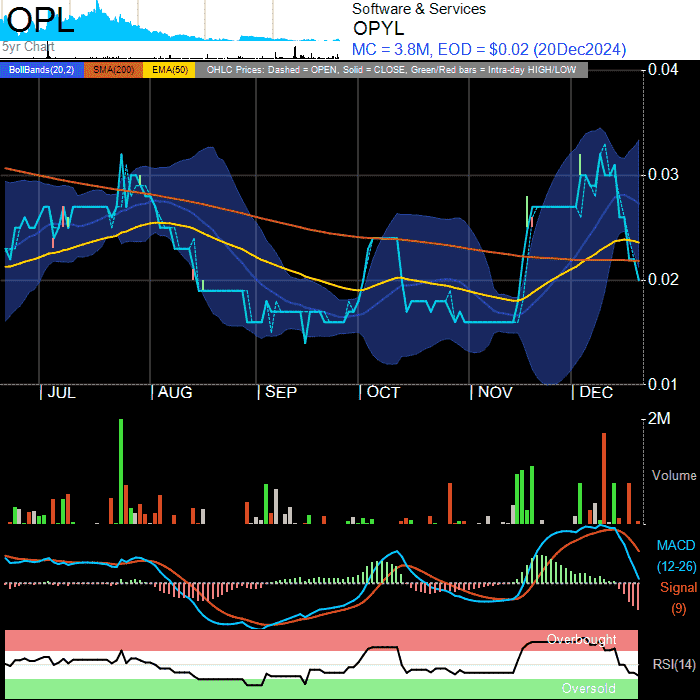 OPL
5yr Chart
Software & Services
OPYL
MC = 3.8M, EOD = $0.02 (20Dec2024)
BollBands(20,2) SMA(200) EMA(50) OHLC Prices: Dashed = OPEN, Solid = CLOSE, Green/Red bars = Intra-day HIGH/LOW
0.04
0.03
0.02
0.01
JUL AUG SEP OCT NOV DEC
2M
Volume
MACD
(12-26)
Signal
(9)
Overbought
RSI(14)
Oversold